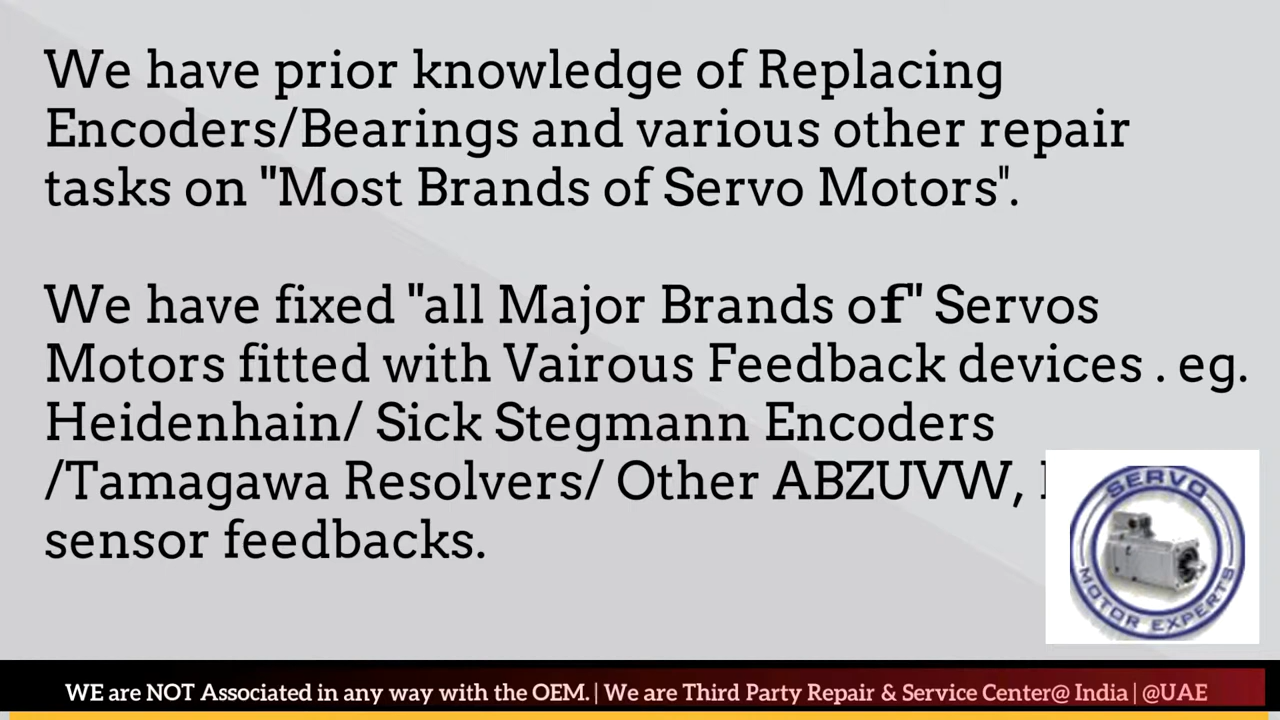 We have prior knowledge of Replacing
Encoders/Bearings and various other repair
tasks on "Most Brands of Servo Motors".
We have fixed "all Major Brands of" Servos
Motors fitted with Vairous Feedback devices . eg.
Heidenhain/ Sick Stegmann Encoders
/Tamagawa Resolvers/ Other ABZUVW,
sensor feedbacks.
SERVO
MOTOR EXPERTS
WE are NOT Associated in any way with the OEM. | We are Third Party Repair & Service Center@ India | @UAE